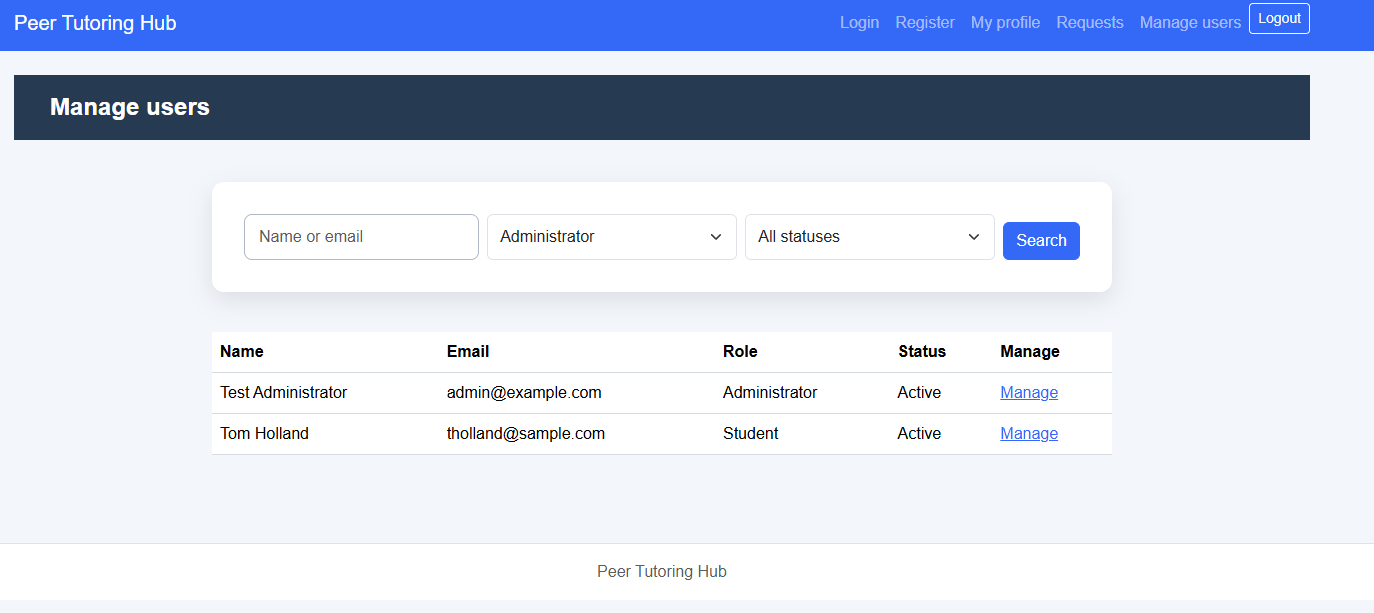 Peer Tutoring Hub Login Register My profile Requests Manage users Logout
Manage users
Name or email Administrator All statuses Search
Name Email Role Status Manage
Test Administrator admin@example.com Administrator Active Manage
Tom Holland tholland@sample.com Student Active Manage
Peer Tutoring Hub